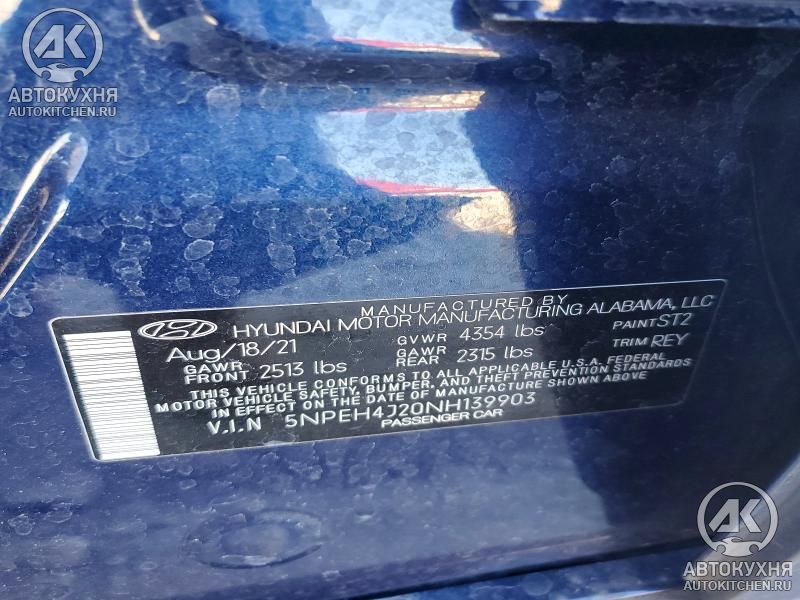 АК
АВТОКУХНЯ
AUTOKITCHEN.RU
MANUFACTURED BY
HYUNDAI MOTOR MANUFACTURING ALABAMA, LLC
Aug/18/21 GVWR 4354 lbs PAINT ST2
GAWR FRONT 2513 lbs GAWR REAR 2315 lbs TRIM REY
THIS VEHICLE CONFORMS TO ALL APPLICABLE U.S.A. FEDERAL
MOTOR VEHICLE SAFETY, BUMPER, AND THEFT PREVENTION STANDARDS
IN EFFECT ON THE DATE OF MANUFACTURE SHOWN ABOVE
V.I.N 5NPEH4J20NH139903
PASSENGER CAR
АК
АВТОКУХНЯ
AUTOKITCHEN.RU